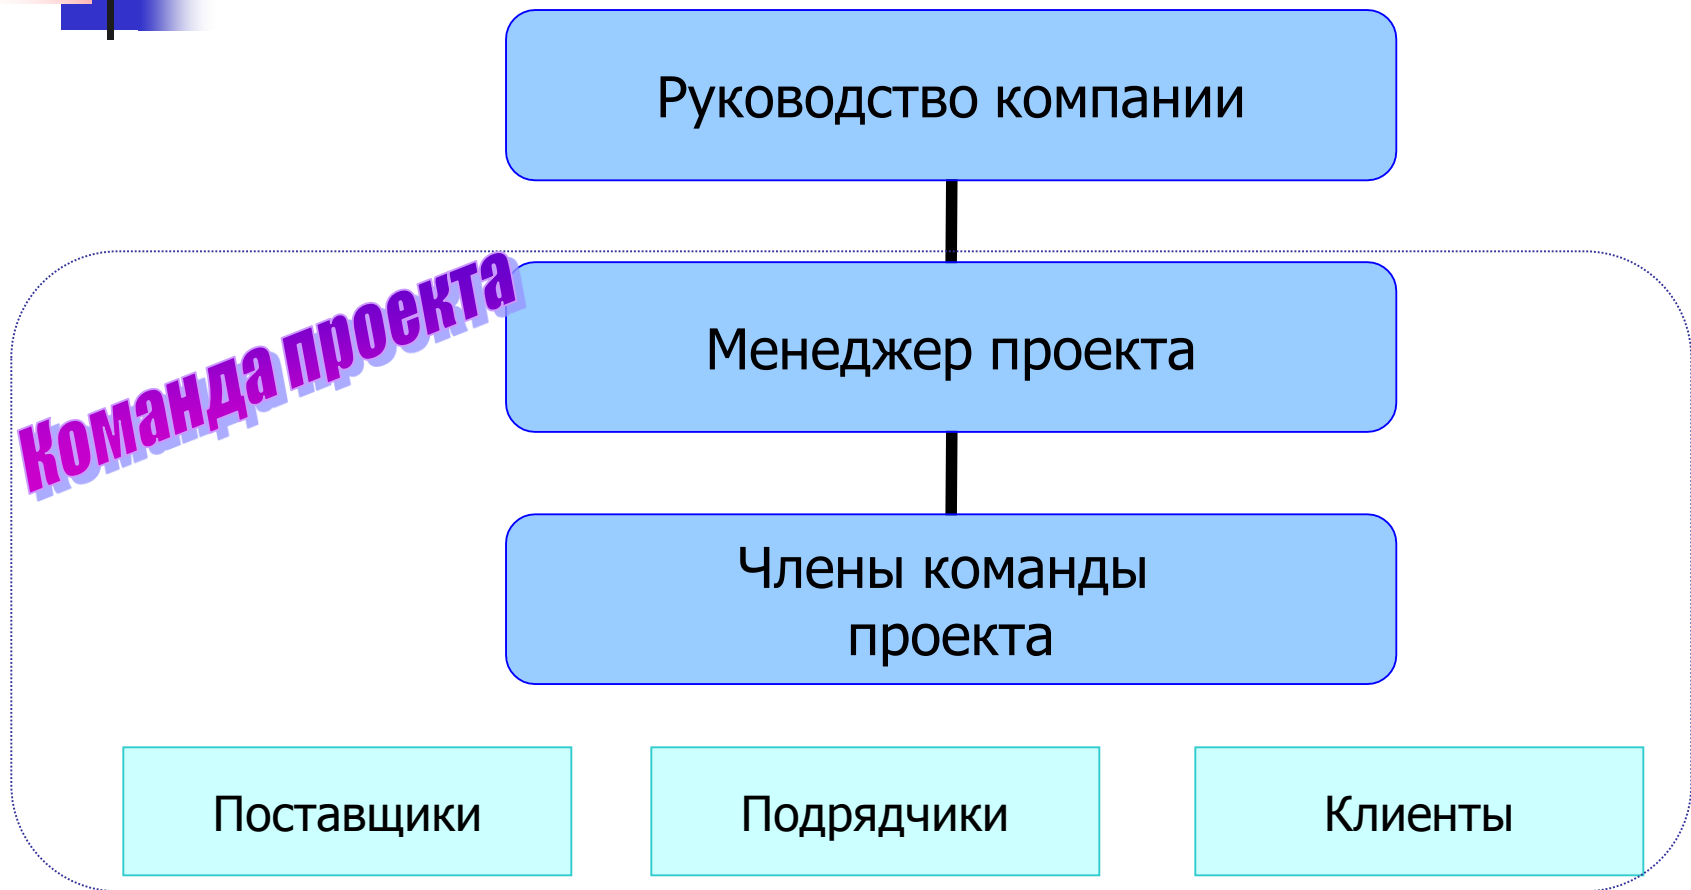 Руководство компании
Команда проекта
Менеджер проекта
Члены команды
проекта
Поставщики
Подрядчики
Клиенты